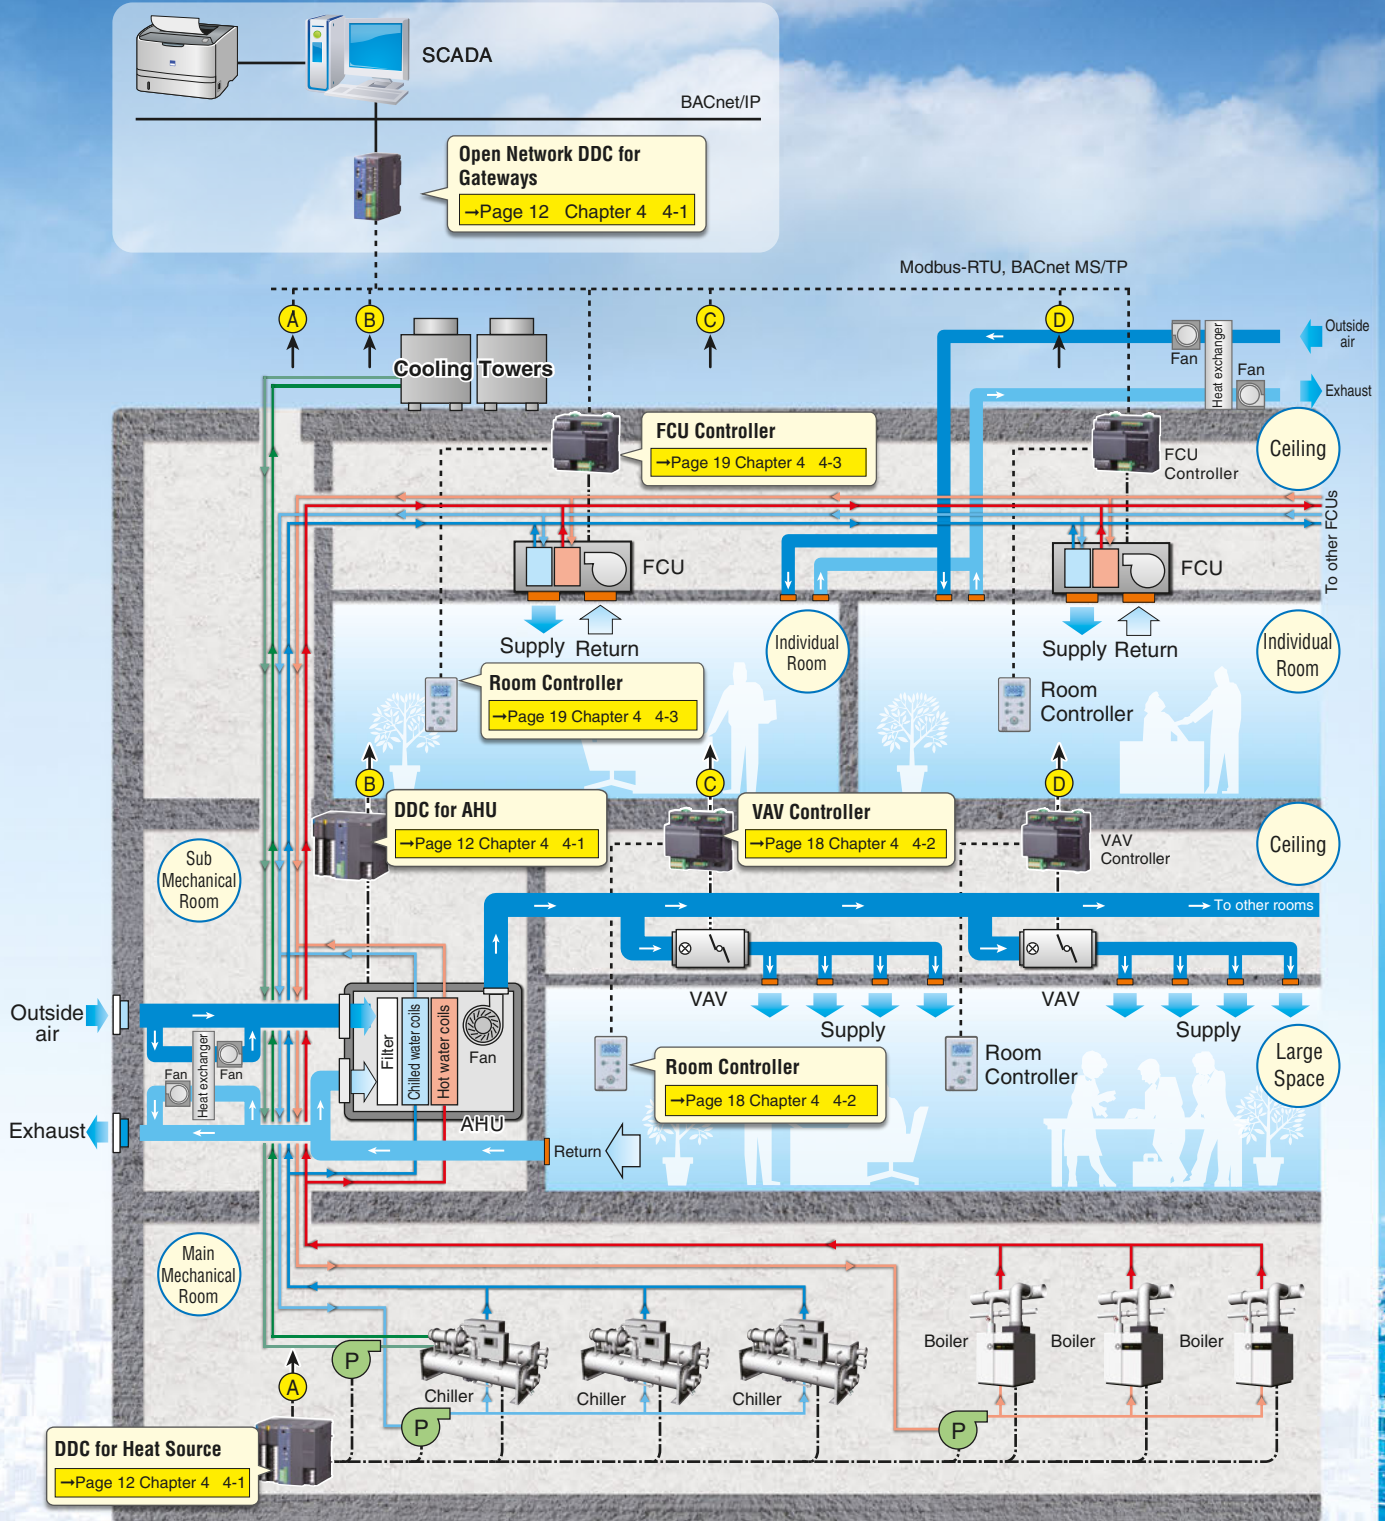 SCADA
BACnet/IP
Open Network DDC for
Gateways
→Page 12 Chapter 4 4-1
Modbus-RTU, BACnet MS/TP
A
B
C
D
Outside
air
Fan
Heat exchanger
Fan
Exhaust
Cooling Towers
FCU Controller
→Page 19 Chapter 4 4-3
FCU
Controller
Ceiling
To other FCUs
FCU
FCU
Supply Return
Individual
Room
Supply Return
Individual
Room
Room Controller
→Page 19 Chapter 4 4-3
Room
Controller
B
C
D
DDC for AHU
→Page 12 Chapter 4 4-1
VAV Controller
→Page 18 Chapter 4 4-2
VAV
Controller
Ceiling
Sub
Mechanical
Room
To other rooms
VAV
Supply
VAV
Supply
Outside
air
Fan
Heat exchanger
Fan
Filter
Chilled water coils
Hot water coils
Fan
AHU
Exhaust
Room Controller
→Page 18 Chapter 4 4-2
Room
Controller
Large
Space
Return
Main
Mechanical
Room
Boiler
Boiler
Boiler
P
Chiller
Chiller
Chiller
A
P
P
DDC for Heat Source
→Page 12 Chapter 4 4-1